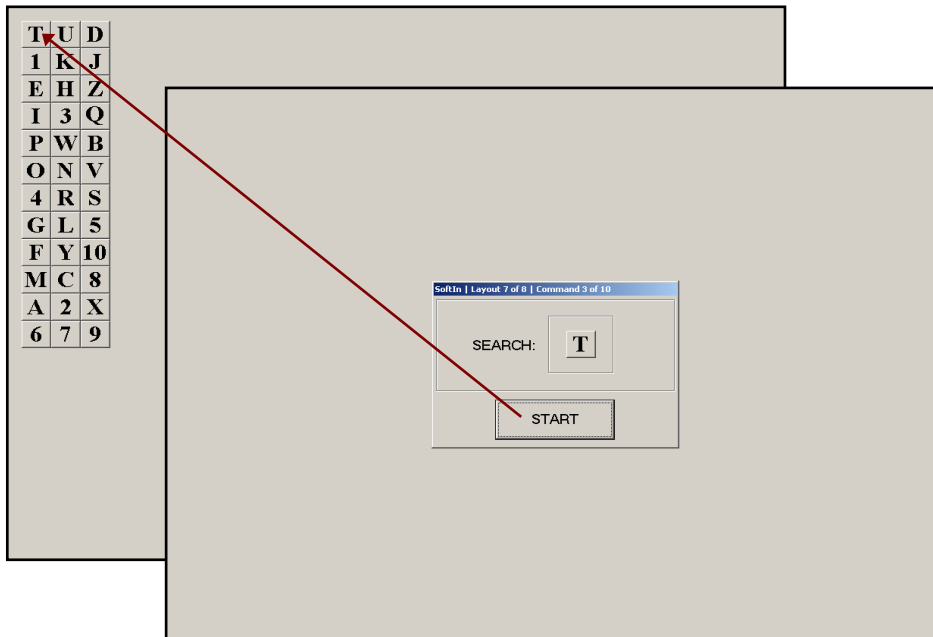 T U D
1 K J
E H Z
I 3 Q
P W B
O N V
4 R S
G L 5
F Y 10
M C 8
A 2 X
6 7 9
SoftIn | Layout 7 of 8 | Command 3 of 10
SEARCH: T
START